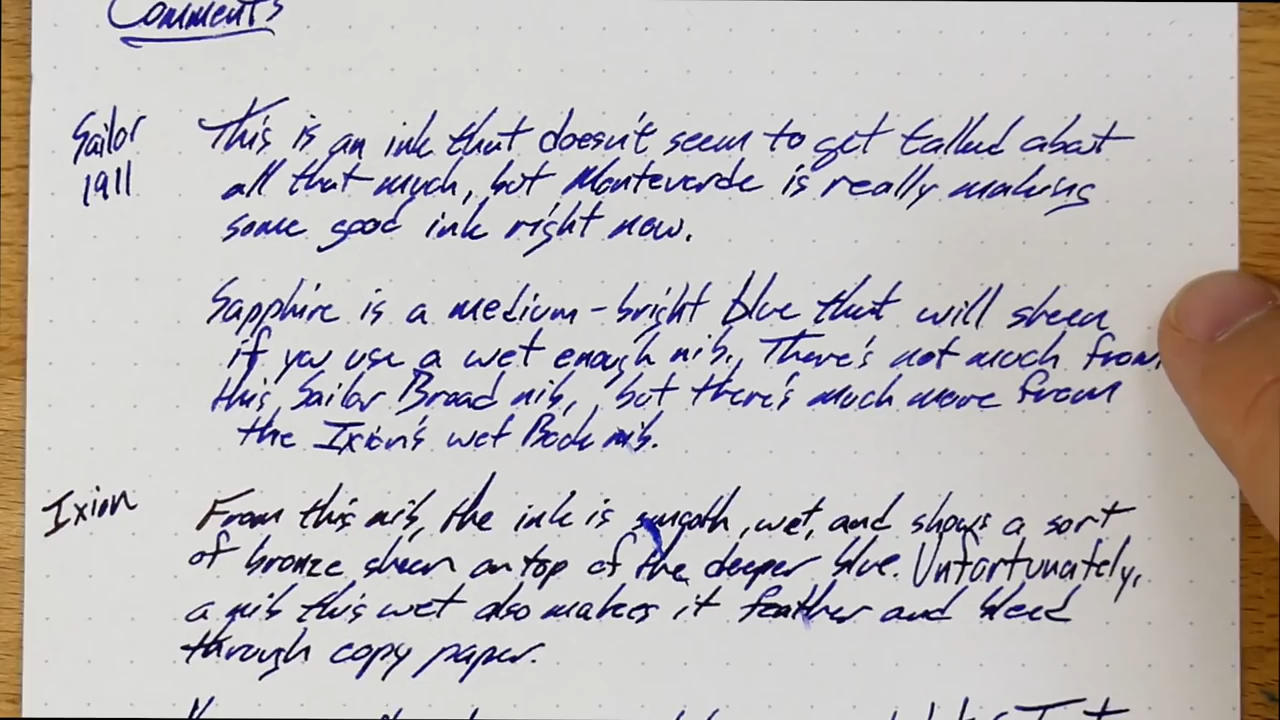 Comments
Sailor
1911
This is an ink that doesn't seem to get talked about
all that much, but Monteverde is really making
some good ink right now.
Sapphire is a medium-bright blue that will sheen
if you use a wet enough nib. There's not much from
this Sailor Broad nib, but there's much more from
the Ixion's wet Bock nib.
Ixion
From this nib, the ink is smooth, wet, and shows a sort
of bronze sheen on top of the deeper blue. Unfortunately,
a nib this wet also makes it feather and bleed
through copy paper.